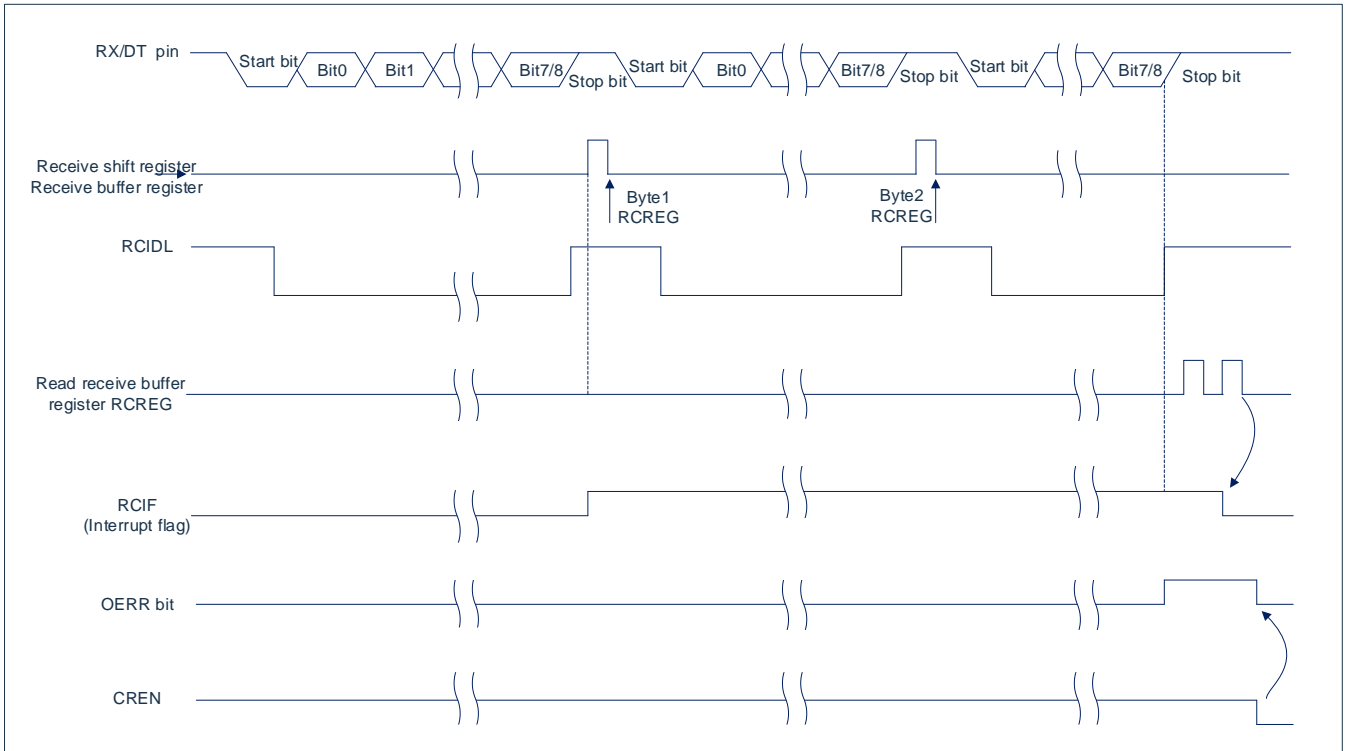 RX/DT pin
Start bit Bit0 Bit1 Bit7/8 Stop bit Start bit Bit0 Bit7/8 Stop bit Start bit Bit7/8 Stop bit
Receive shift register
Receive buffer register
Byte1
RCREG
Byte2
RCREG
RCIDL
Read receive buffer
register RCREG
RCIF
(Interrupt flag)
OERR bit
CREN